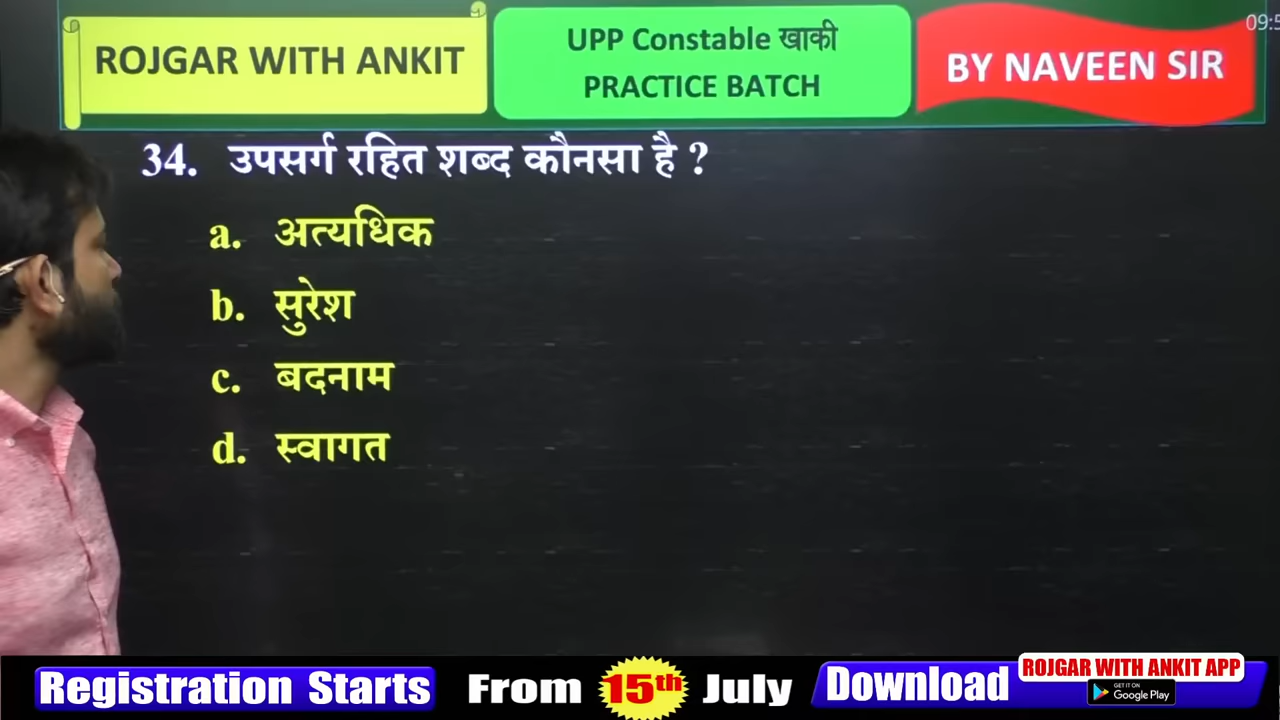 ROJGAR WITH ANKIT
UPP Constable खाकी
PRACTICE BATCH
BY NAVEEN SIR
34. उपसर्ग रहित शब्द कौनसा है ?
a. अत्यधिक
b. सुरेश
c. बदनाम
d. स्वागत
Registration Starts From 15th July Download
ROJGAR WITH ANKIT APP
GET IT ON
Google Play